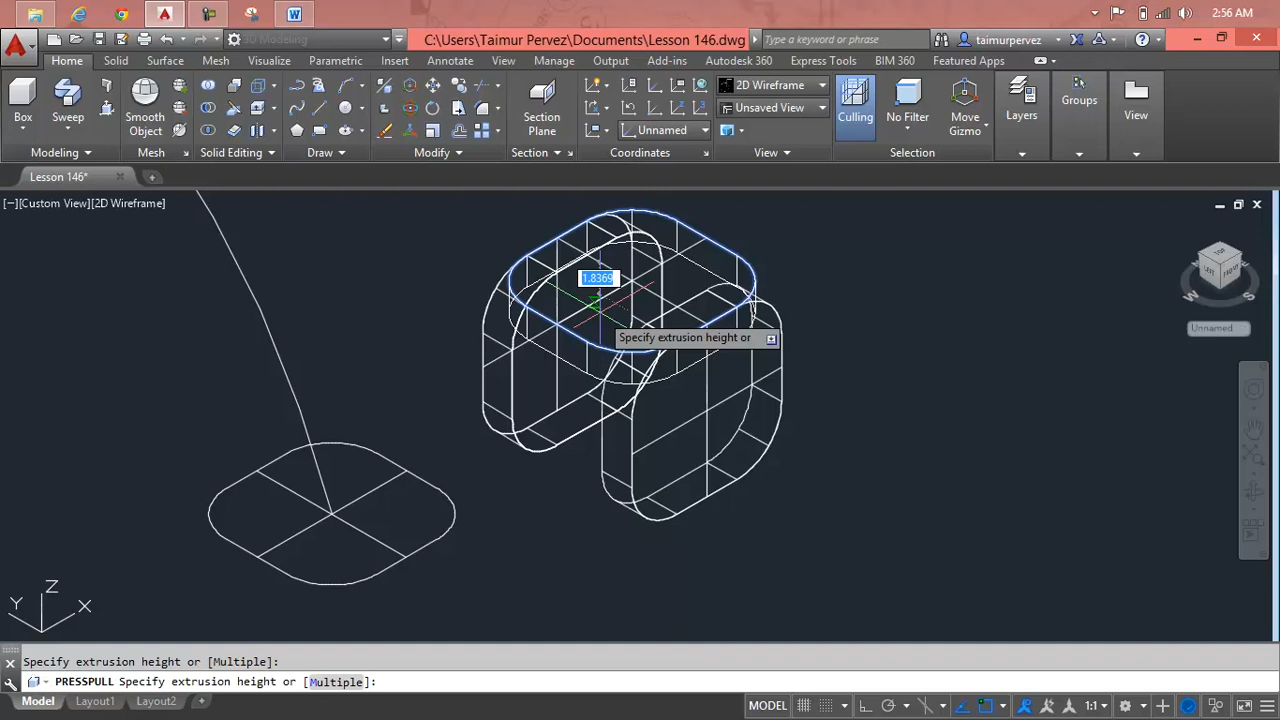 2:56 AM
3D Modeling
C:\Users\Taimur Pervez\Documents\Lesson 146.dwg
Type a keyword or phrase
taimurpervez
Home Solid Surface Mesh Visualize Parametric Insert Annotate View Manage Output Add-ins Autodesk 360 Express Tools BIM 360 Featured Apps
2D Wireframe
Unsaved View
Unnamed
Box
Sweep
Smooth
Object
Section
Plane
Culling
No Filter
Move
Gizmo
Layers
Groups
View
Modeling
Mesh
Solid Editing
Draw
Modify
Section
Coordinates
View
Selection
Lesson 146*
[−][Custom View][2D Wireframe]
TOP
LEFT
FRONT
W
S
Unnamed
1.8369
Specify extrusion height or
Z
Y
X
Specify extrusion height or [Multiple]:
PRESSPULL Specify extrusion height or [Multiple]:
Model Layout1 Layout2
MODEL
1:1